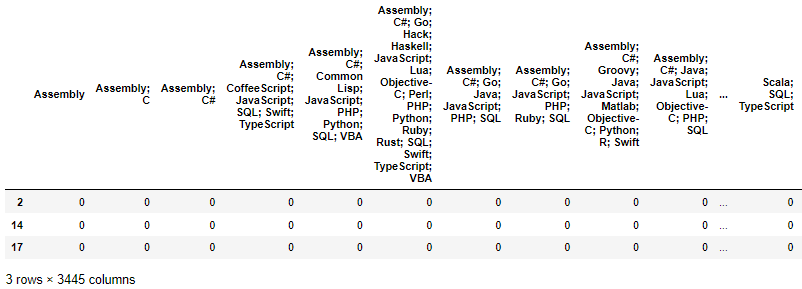 Assembly
Assembly;
C
Assembly;
C#
Assembly;
C#;
CoffeeScript;
JavaScript;
SQL; Swift;
TypeScript
Assembly;
C#;
Common
Lisp;
JavaScript;
PHP;
Python;
SQL; VBA
Assembly;
C#; Go;
Hack;
Haskell;
JavaScript;
Lua;
Objective-
C; Perl;
PHP;
Python;
Ruby;
Rust; SQL;
Swift;
TypeScript;
VBA
Assembly;
C#; Go;
Java;
JavaScript;
PHP; SQL
Assembly;
C#; Go;
JavaScript;
PHP;
Ruby; SQL
Assembly;
C#;
Groovy;
Java;
JavaScript;
Matlab;
Objective-
C; Python;
R; Swift
Assembly;
C#; Java;
JavaScript;
Lua;
Objective-
C; PHP;
SQL
...
Scala;
SQL;
TypeScript
2 0 0 0 0 0 0 0 0 0 0 ... 0
14 0 0 0 0 0 0 0 0 0 0 ... 0
17 0 0 0 0 0 0 0 0 0 0 ... 0
3 rows × 3445 columns